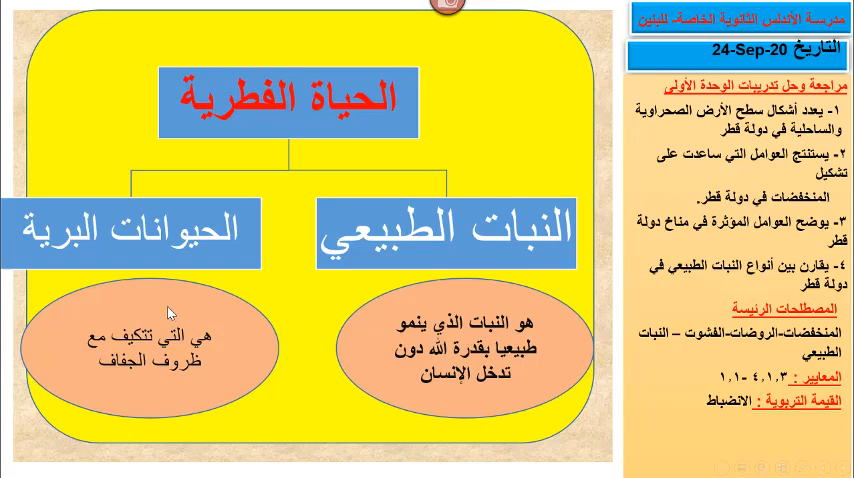 مدرسة الأندلس الثانوية الخاصة- للبنين
التاريخ 24-Sep-20
مراجعة وحل تدريبات الوحدة الأولى
١- يعدد أشكال سطح الأرض الصحراوية
والساحلية في دولة قطر
٢- يستنتج العوامل التي ساعدت على
تشكيل
المنخفضات في دولة قطر.
٣- يوضح العوامل المؤثرة في مناخ دولة
قطر
٤- يقارن بين أنواع النبات الطبيعي في
دولة قطر
المصطلحات الرئيسة
المنخفضات-الروضات-الفشوت – النبات
الطبيعي
المعايير : ٤,١,٣ -١,١
القيمة التربوية : الانضباط
الحياة الفطرية
النبات الطبيعي
الحيوانات البرية
هو النبات الذي ينمو
طبيعيا بقدرة الله دون
تدخل الإنسان
هي التي تتكيف مع
ظروف الجفاف